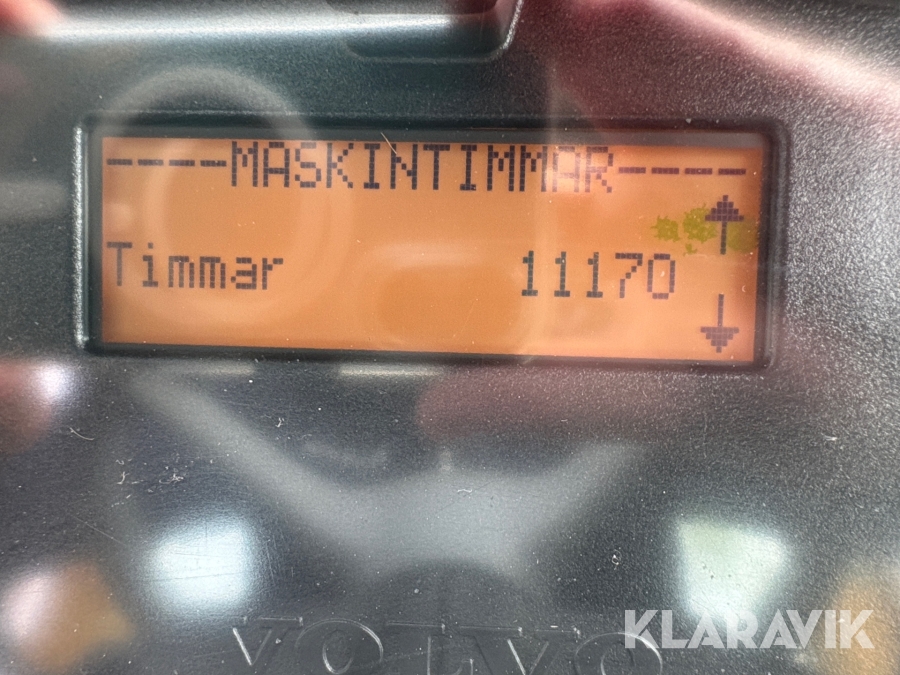 ----MASKINTIMMAR----
Timmar 11170
VOLVO
KLARAVIK